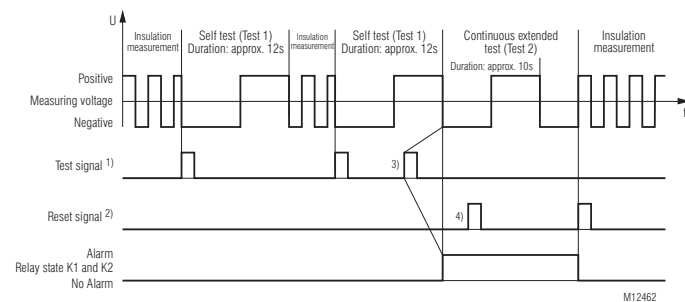 U
Insulation
measurement
Self test (Test 1)
Duration: approx. 12s
Insulation
measurement
Self test (Test 1)
Duration: approx. 12s
Continuous extended
test (Test 2)
Duration: approx. 10s
Insulation
measurement
Positive
Measuring voltage
Negative
t
Test signal 1)
3)
Reset signal 2)
4)
Alarm
Relay state K1 and K2
No Alarm
M12462